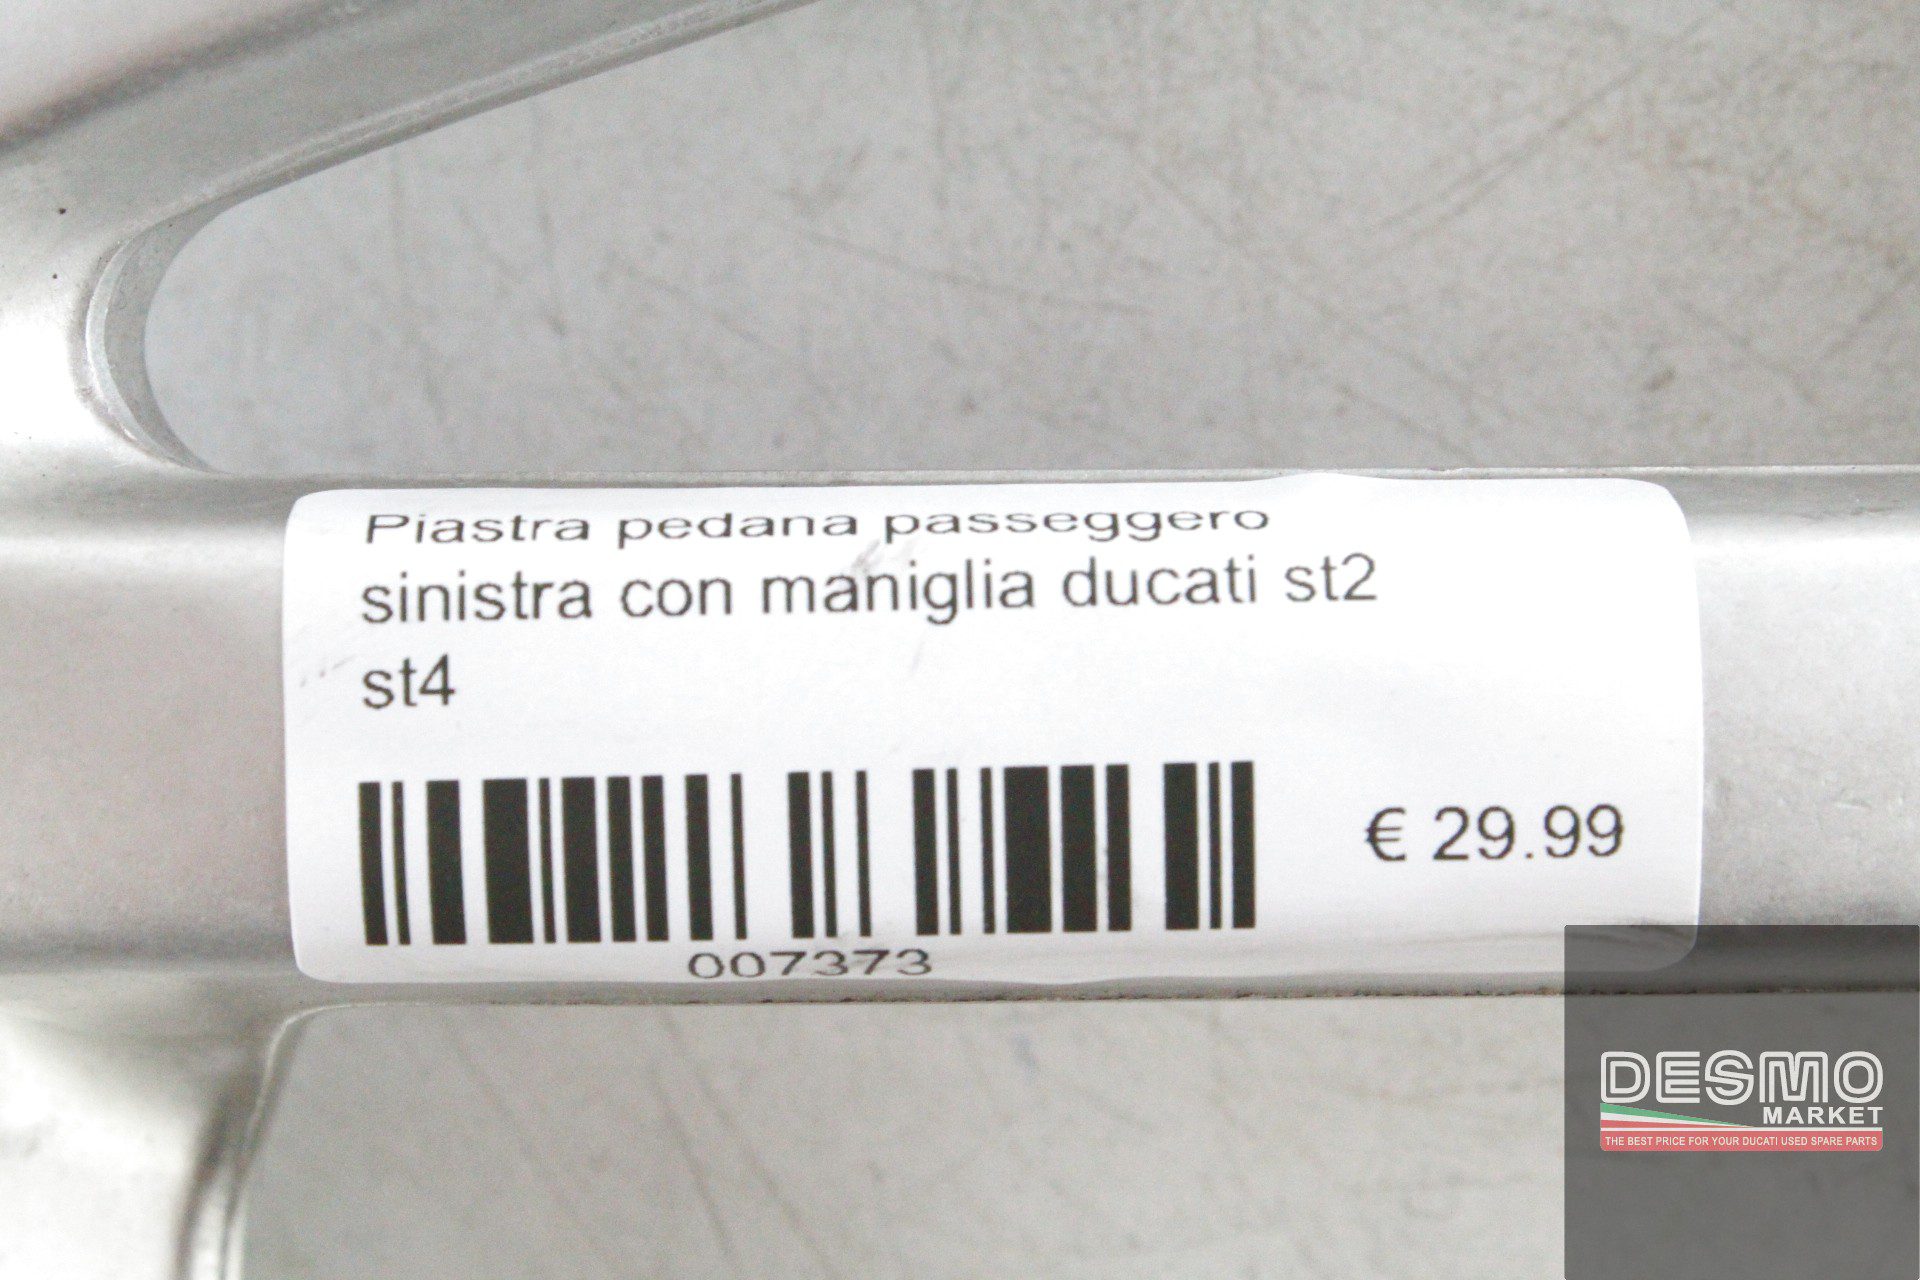 Piastra pedana passeggero
sinistra con maniglia ducati st2
st4
€ 29.99
007373
DESMO
MARKET
THE BEST PRICE FOR YOUR DUCATI USED SPARE PARTS